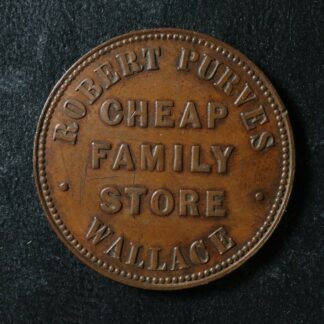 ROBERT PURVES
CHEAP
FAMILY
STORE
WALLACE